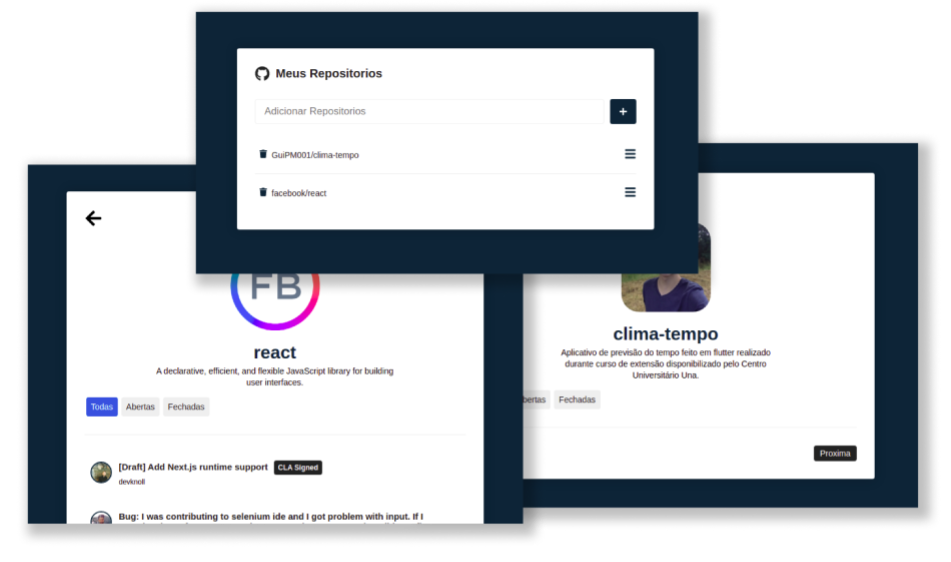 Meus Repositorios
Adicionar Repositorios
+
GuiPM001/clima-tempo
facebook/react
FB
react
A declarative, efficient, and flexible JavaScript library for building
user interfaces.
Todas Abertas Fechadas
[Draft] Add Next.js runtime support CLA Signed
devknoll
Bug: I was contributing to selenium ide and I got problem with input. If I
clima-tempo
Aplicativo de previsão do tempo feito em flutter realizado
durante curso de extensão disponibilizado pelo Centro
Universitário Una.
bertas Fechadas
Proxima